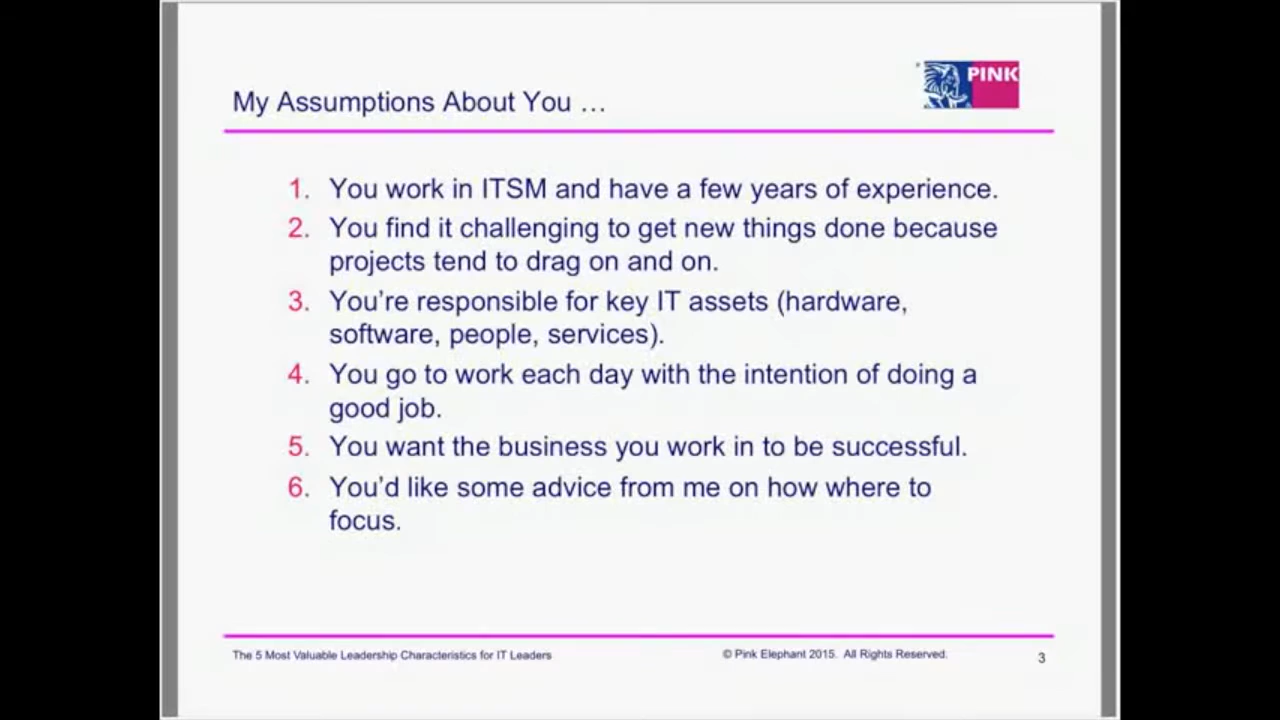 PINK
My Assumptions About You …
1. You work in ITSM and have a few years of experience.
2. You find it challenging to get new things done because
projects tend to drag on and on.
3. You're responsible for key IT assets (hardware,
software, people, services).
4. You go to work each day with the intention of doing a
good job.
5. You want the business you work in to be successful.
6. You'd like some advice from me on how where to
focus.
The 5 Most Valuable Leadership Characteristics for IT Leaders
© Pink Elephant 2015. All Rights Reserved.
3